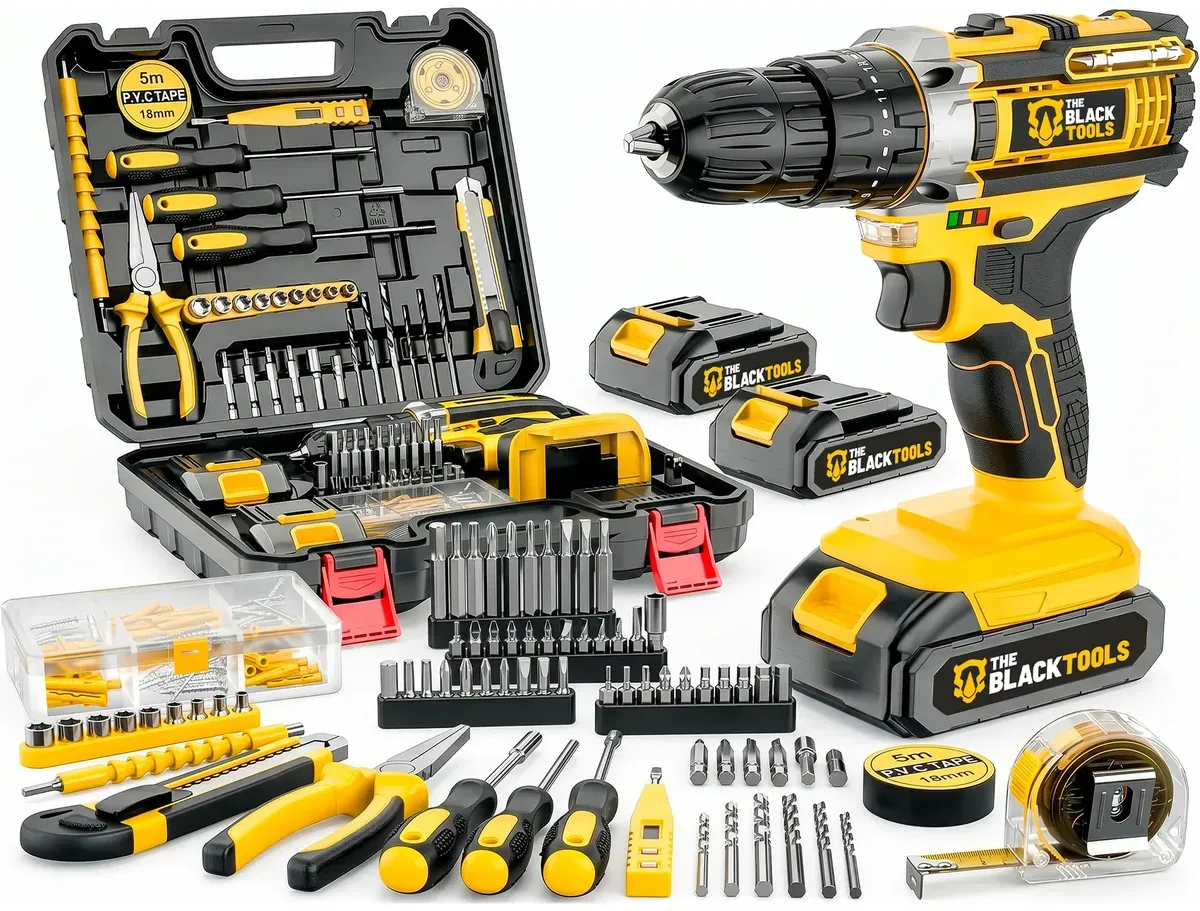 5m
P.V.C TAPE
18mm
THE
BLACK
TOOLS
THE
BLACKTOOLS
THE
BLACKTOOLS
THE
BLACKTOOLS
5m
P.V.C TAPE
18mm